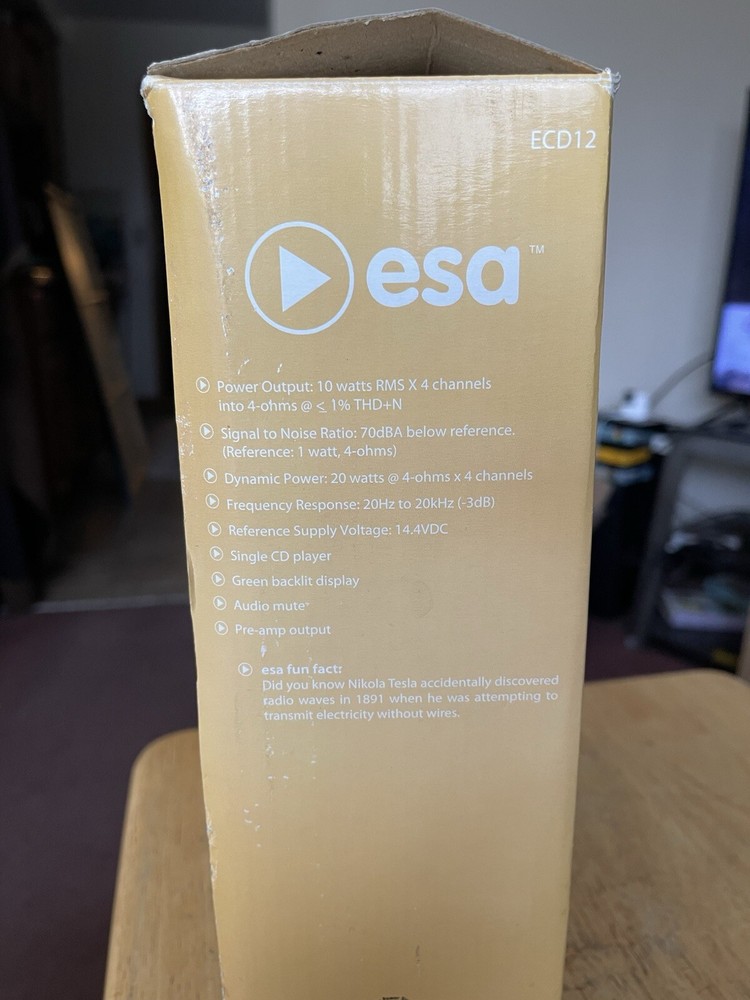 ECD12
esa™
Power Output: 10 watts RMS X 4 channels
into 4-ohms @ ≤ 1% THD+N
Signal to Noise Ratio: 70dBA below reference.
(Reference: 1 watt, 4-ohms)
Dynamic Power: 20 watts @ 4-ohms x 4 channels
Frequency Response: 20Hz to 20kHz (-3dB)
Reference Supply Voltage: 14.4VDC
Single CD player
Green backlit display
Audio mute
Pre-amp output
esa fun fact:
Did you know Nikola Tesla accidentally discovered
radio waves in 1891 when he was attempting to
transmit electricity without wires.